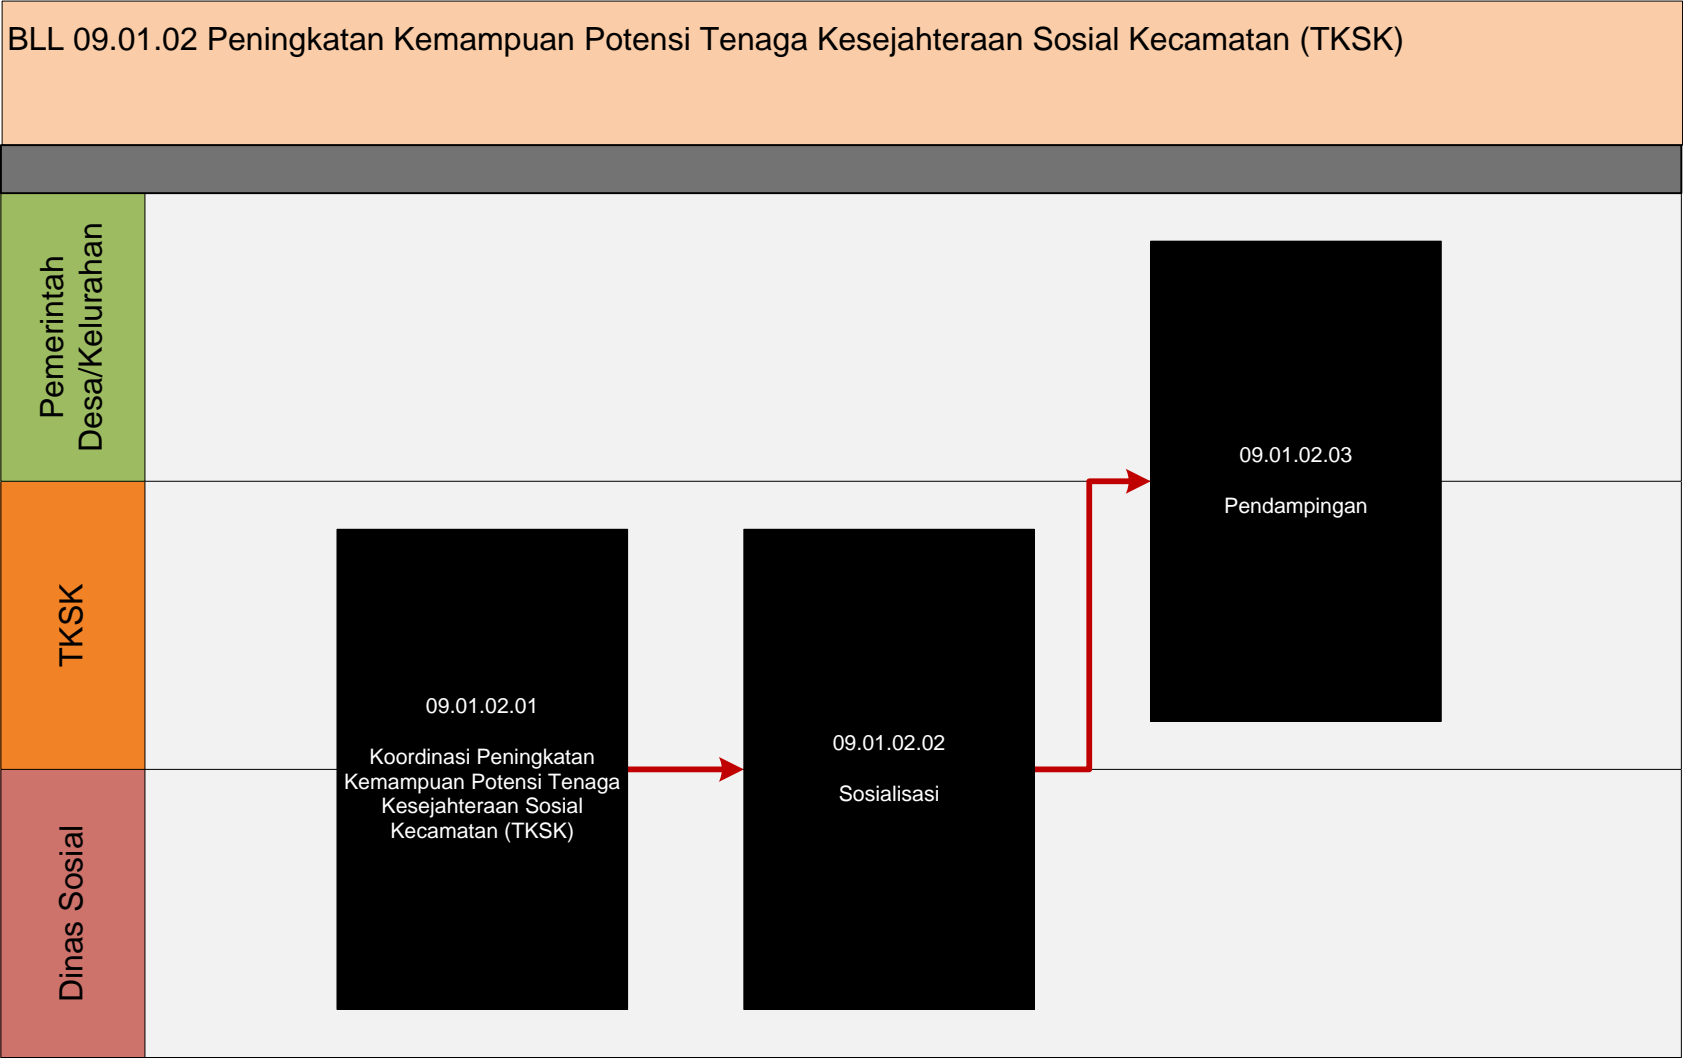 BLL 09.01.02 Peningkatan Kemampuan Potensi Tenaga Kesejahteraan Sosial Kecamatan (TKSK)
Pemerintah
Desa/Kelurahan
TKSK
Dinas Sosial
09.01.02.01
Koordinasi Peningkatan
Kemampuan Potensi Tenaga
Kesejahteraan Sosial
Kecamatan (TKSK)
09.01.02.02
Sosialisasi
09.01.02.03
Pendampingan